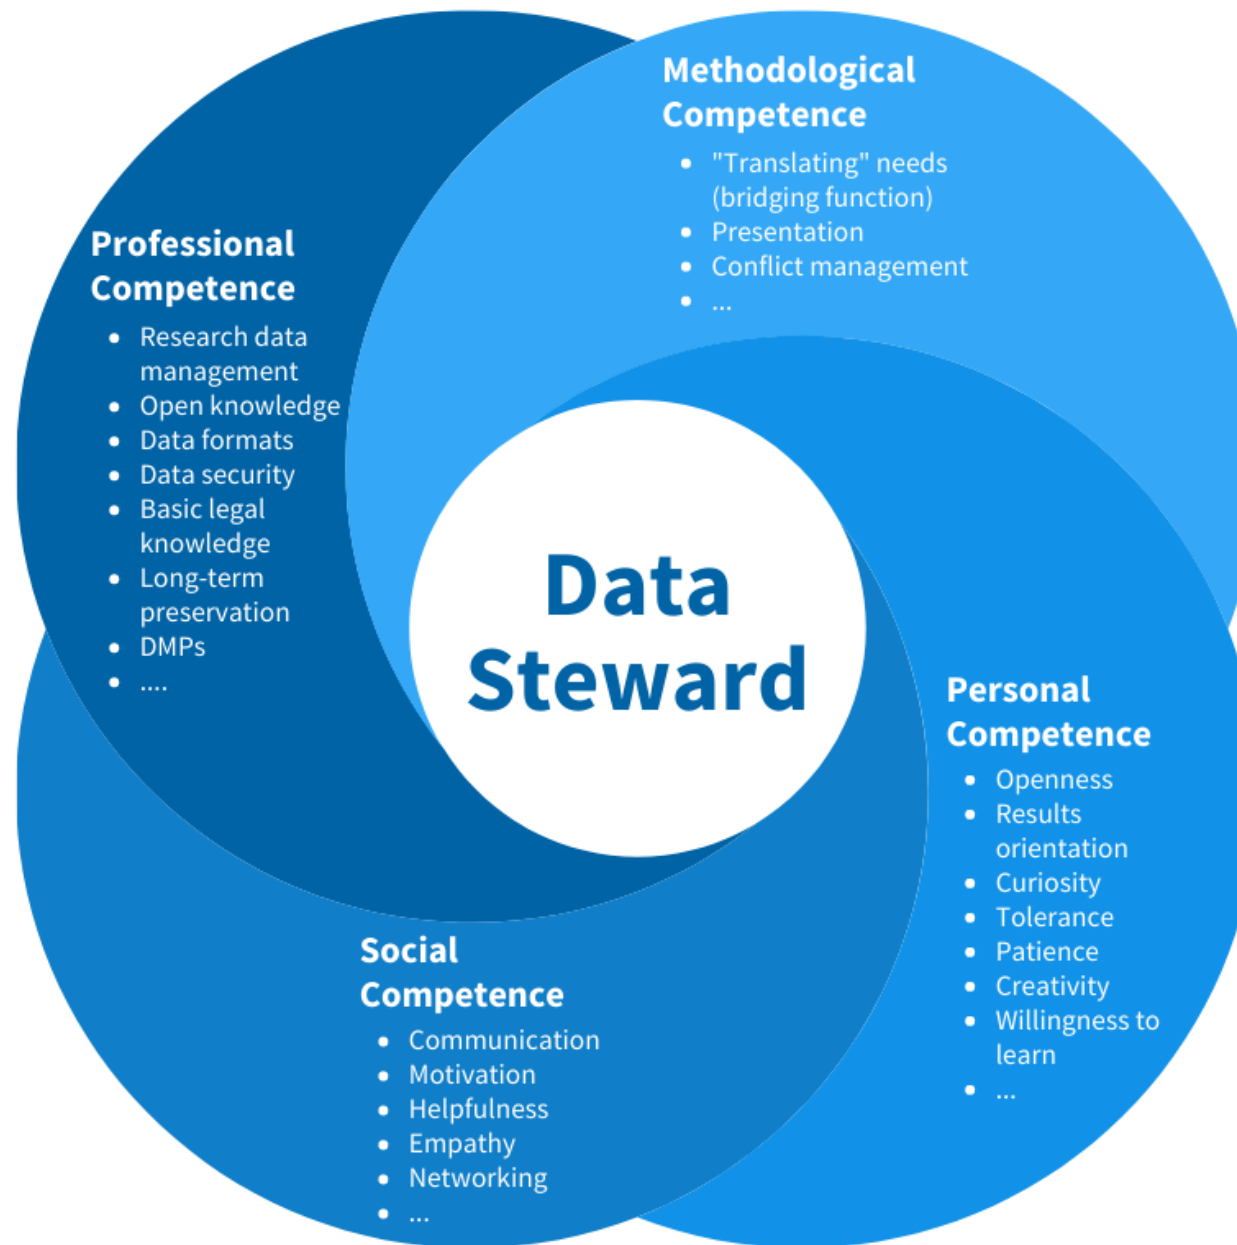 Methodological
Competence
• "Translating" needs
(bridging function)
• Presentation
• Conflict management
• ...
Professional
Competence
• Research data
management
• Open knowledge
• Data formats
• Data security
• Basic legal
knowledge
• Long-term
preservation
• DMPs
• ....
Data
Steward
Personal
Competence
• Openness
• Results
orientation
• Curiosity
• Tolerance
• Patience
• Creativity
• Willingness to
learn
• ...
Social
Competence
• Communication
• Motivation
• Helpfulness
• Empathy
• Networking
• ...